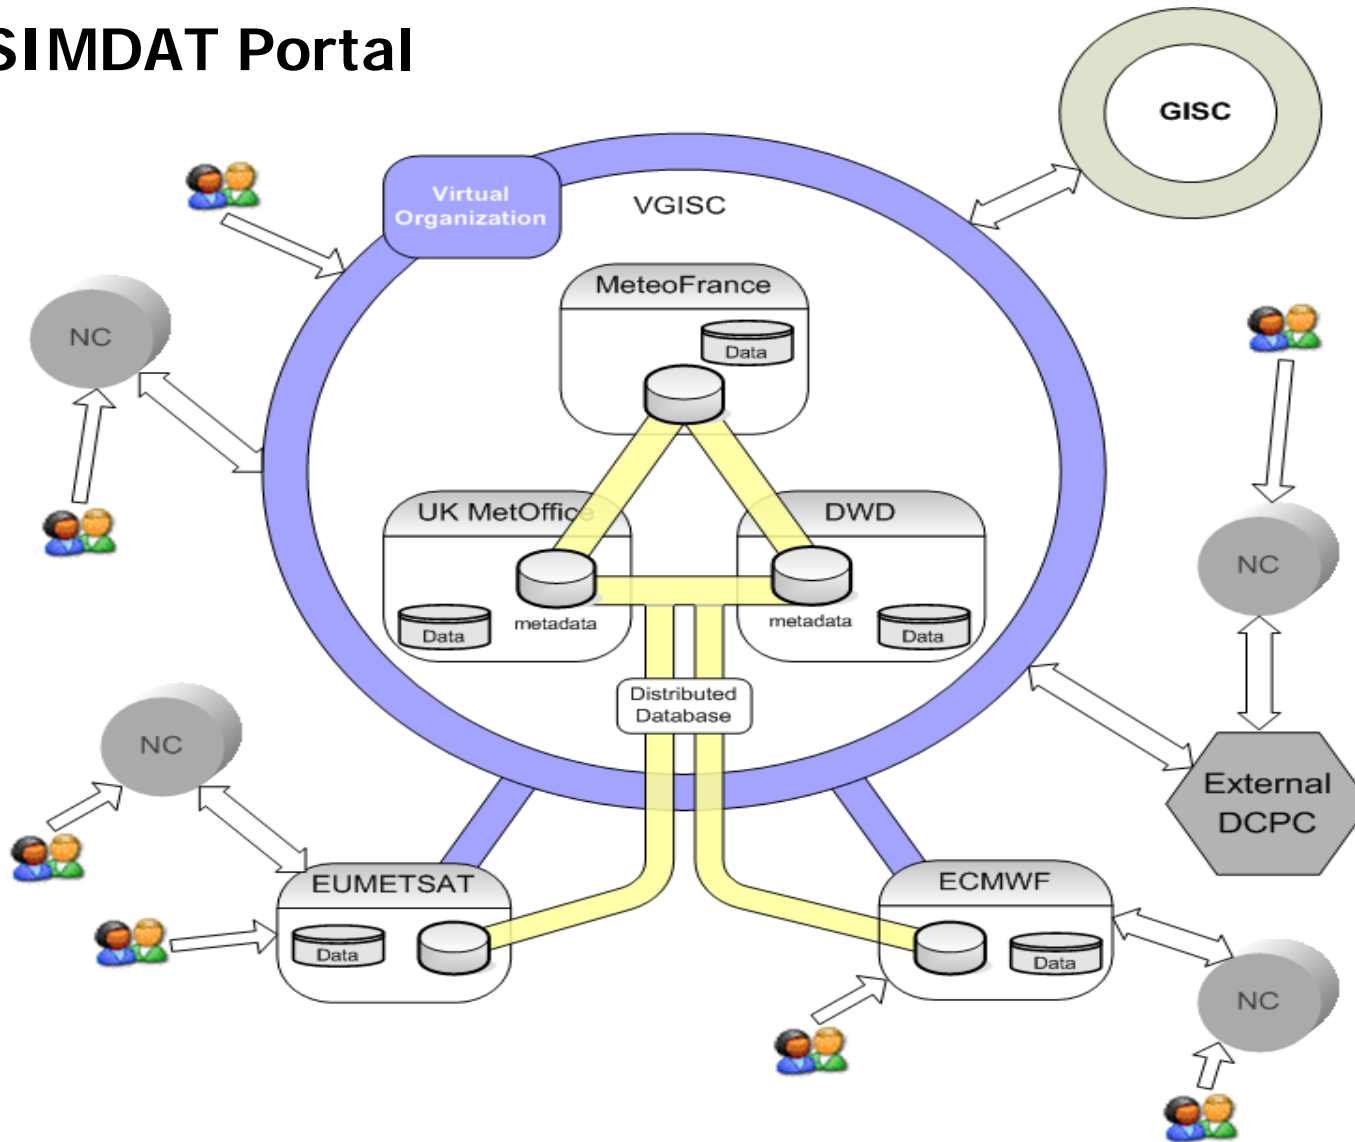 SIMDAT Portal
GISC
Virtual
Organization
VGISC
MeteoFrance
Data
NC
UK MetOffice
DWD
Data
metadata
metadata
Data
NC
Distributed
Database
NC
External
DCPC
EUMETSAT
Data
ECMWF
Data
NC